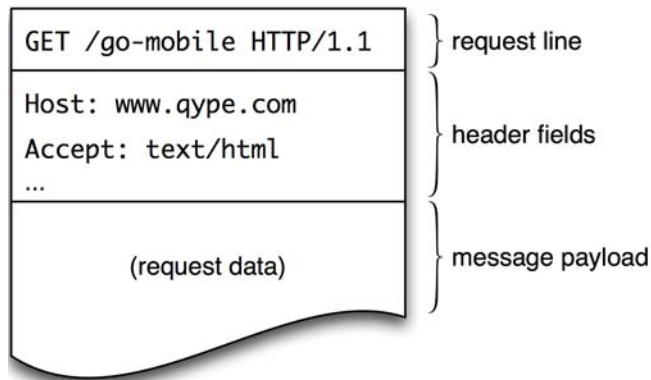 GET /go-mobile HTTP/1.1
request line
Host: www.qype.com
Accept: text/html
...
header fields
(request data)
message payload